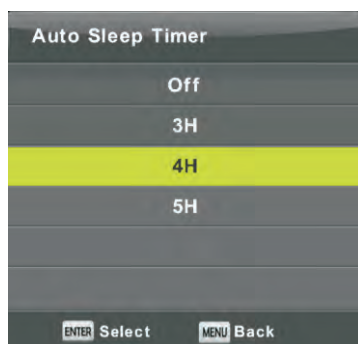 Auto Sleep Timer
Off
3H
4H
5H
ENTER Select MENU Back